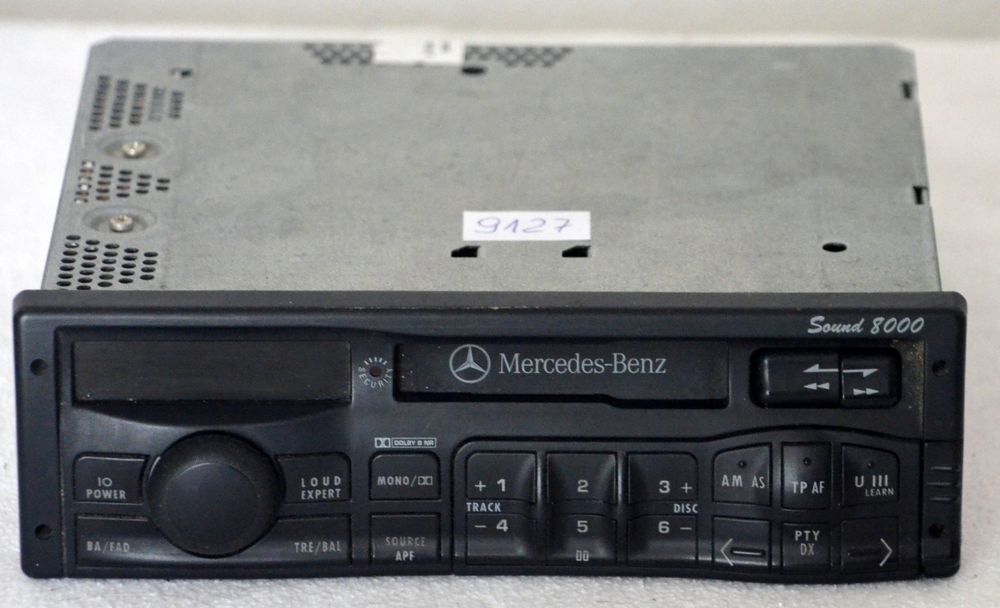 9127
Sound 8000
SECURITY
Mercedes-Benz
DOLBY B NR
IO
POWER
LOUD
EXPERT
MONO/
+ 1
2
3 +
AM AS
TP AF
U III
LEARN
TRACK
DISC
- 4
5
6 -
BA/FAD
TRE/BAL
SOURCE
APF
PTY
DX